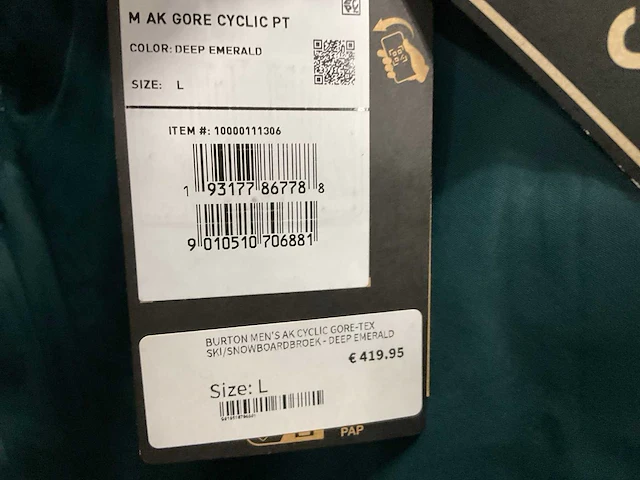 M AK GORE CYCLIC PT
COLOR: DEEP EMERALD
SIZE: L
ITEM #: 10000111306
1 93177 86778 8
9 010510 706881
BURTON MEN'S AK CYCLIC GORE-TEX
SKI/SNOWBOARDBROEK - DEEP EMERALD
€ 419.95
Size: L
PAP